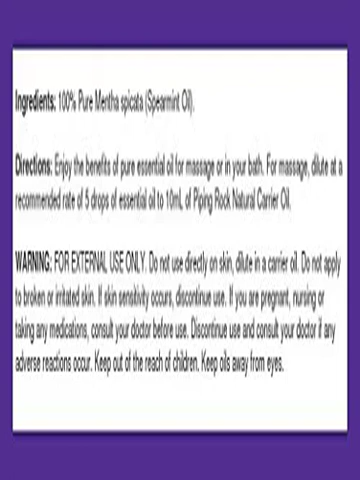 Ingredients: 100% Pure Mentha spicata (Spearmint Oil).
Directions: Enjoy the benefits of pure essential oil for massage or in your bath. For massage, dilute at a
recommended rate of 5 drops of essential oil to 10mL of Piping Rock Natural Carrier Oil.
WARNING: FOR EXTERNAL USE ONLY. Do not use directly on skin, dilute in a carrier oil. Do not apply
to broken or irritated skin. If skin sensitivity occurs, discontinue use. If you are pregnant, nursing or
taking any medications, consult your doctor before use. Discontinue use and consult your doctor if any
adverse reactions occur. Keep out of the reach of children. Keep oils away from eyes.